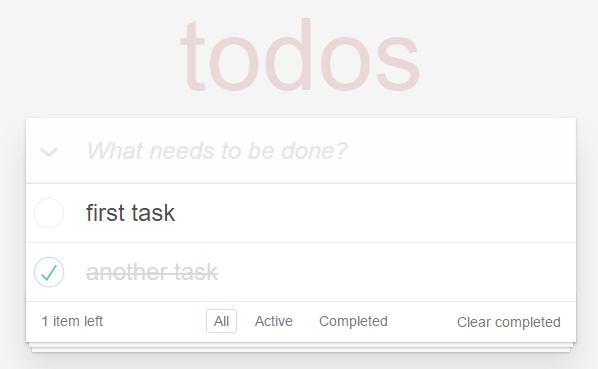 todos
What needs to be done?
first task
another task
1 item left All Active Completed Clear completed